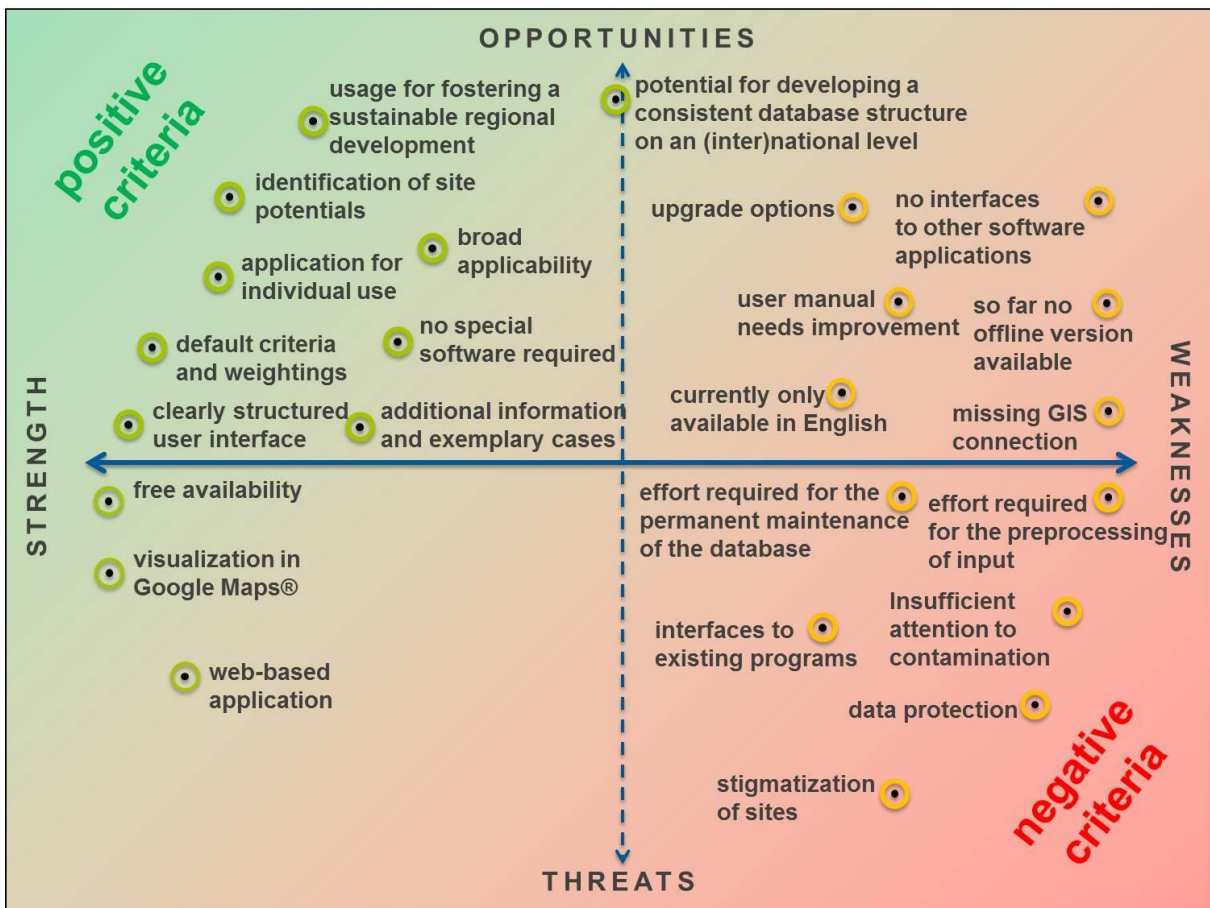 OPPORTUNITIES
positive
criteria
usage for fostering a
sustainable regional
development
potential for developing a
consistent database structure
on an (inter)national level
identification of site
potentials
upgrade options
no interfaces
to other software
applications
broad
applicability
application for
individual use
user manual
needs improvement
so far no
offline version
available
no special
software required
default criteria
and weightings
currently only
available in English
missing GIS
connection
clearly structured
user interface
additional information
and exemplary cases
STRENGTH
WEAKNESSES
free availability
effort required for the
permanent maintenance
of the database
effort required
for the preprocessing
of input
visualization in
Google Maps®
interfaces to
existing programs
Insufficient
attention to
contamination
web-based
application
data protection
stigmatization
of sites
negative
criteria
THREATS